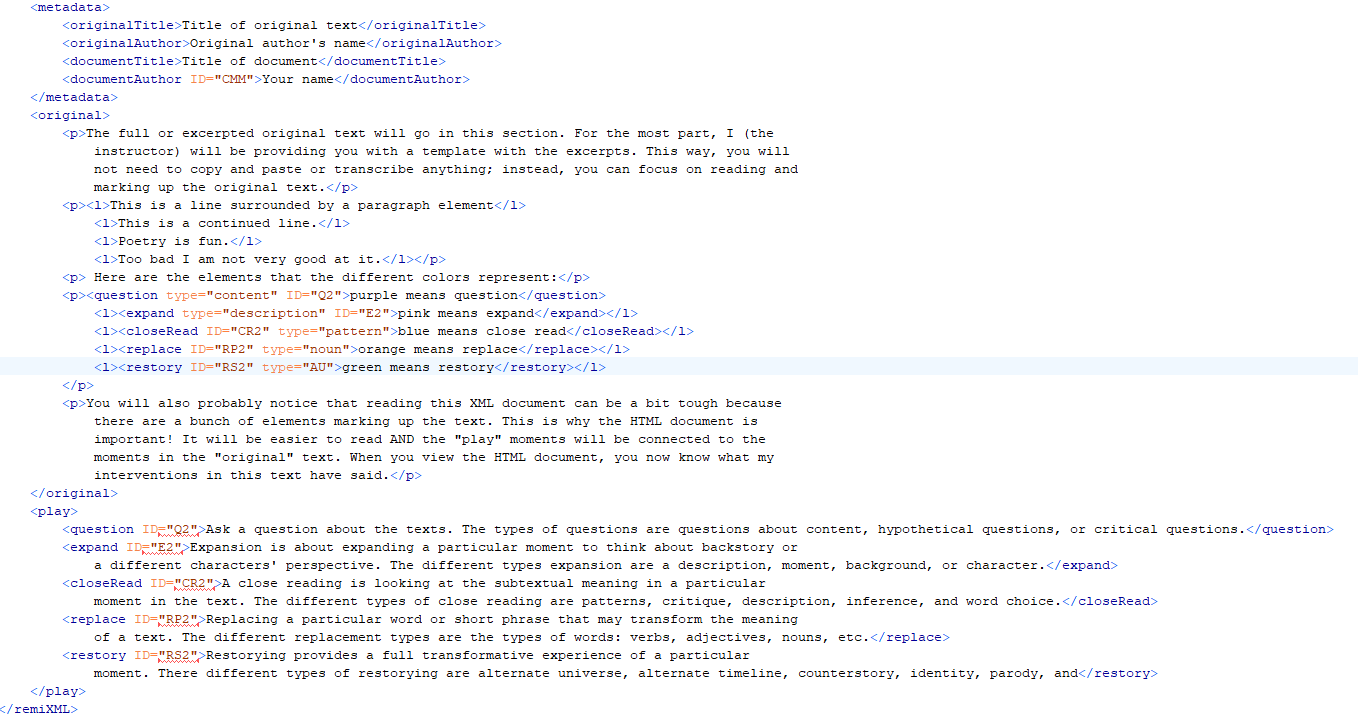 <metadata>
<originalTitle>Title of original text</originalTitle>
<originalAuthor>Original author's name</originalAuthor>
<documentTitle>Title of document</documentTitle>
<documentAuthor ID="CMM">Your name</documentAuthor>
</metadata>
<original>
<p>The full or excerpted original text will go in this section. For the most part, I (the
instructor) will be providing you with a template with the excerpts. This way, you will
not need to copy and paste or transcribe anything; instead, you can focus on reading and
marking up the original text.</p>
<p><l>This is a line surrounded by a paragraph element</l>
<l>This is a continued line.</l>
<l>Poetry is fun.</l>
<l>Too bad I am not very good at it.</l></p>
<p> Here are the elements that the different colors represent:</p>
<p><question type="content" ID="Q2">purple means question</question>
<l><expand type="description" ID="E2">pink means expand</expand></l>
<l><closeRead ID="CR2" type="pattern">blue means close read</closeRead></l>
<l><replace ID="RP2" type="noun">orange means replace</replace></l>
<l><restory ID="RS2" type="AU">green means restory</restory></l>
</p>
<p>You will also probably notice that reading this XML document can be a bit tough because
there are a bunch of elements marking up the text. This is why the HTML document is
important! It will be easier to read AND the "play" moments will be connected to the
moments in the "original" text. When you view the HTML document, you now know what my
interventions in this text have said.</p>
</original>
<play>
<question ID="Q2">Ask a question about the texts. The types of questions are questions about content, hypothetical questions, or critical questions.</question>
<expand ID="E2">Expansion is about expanding a particular moment to think about backstory or
a different characters' perspective. The different types expansion are a description, moment, background, or character.</expand>
<closeRead ID="CR2">A close reading is looking at the subtextual meaning in a particular
moment in the text. The different types of close reading are patterns, critique, description, inference, and word choice.</closeRead>
<replace ID="RP2">Replacing a particular word or short phrase that may transform the meaning
of a text. The different replacement types are the types of words: verbs, adjectives, nouns, etc.</replace>
<restory ID="RS2">Restorying provides a full transformative experience of a particular
moment. There different types of restorying are alternate universe, alternate timeline, counterstory, identity, parody, and</restory>
</play>
</remiXML>